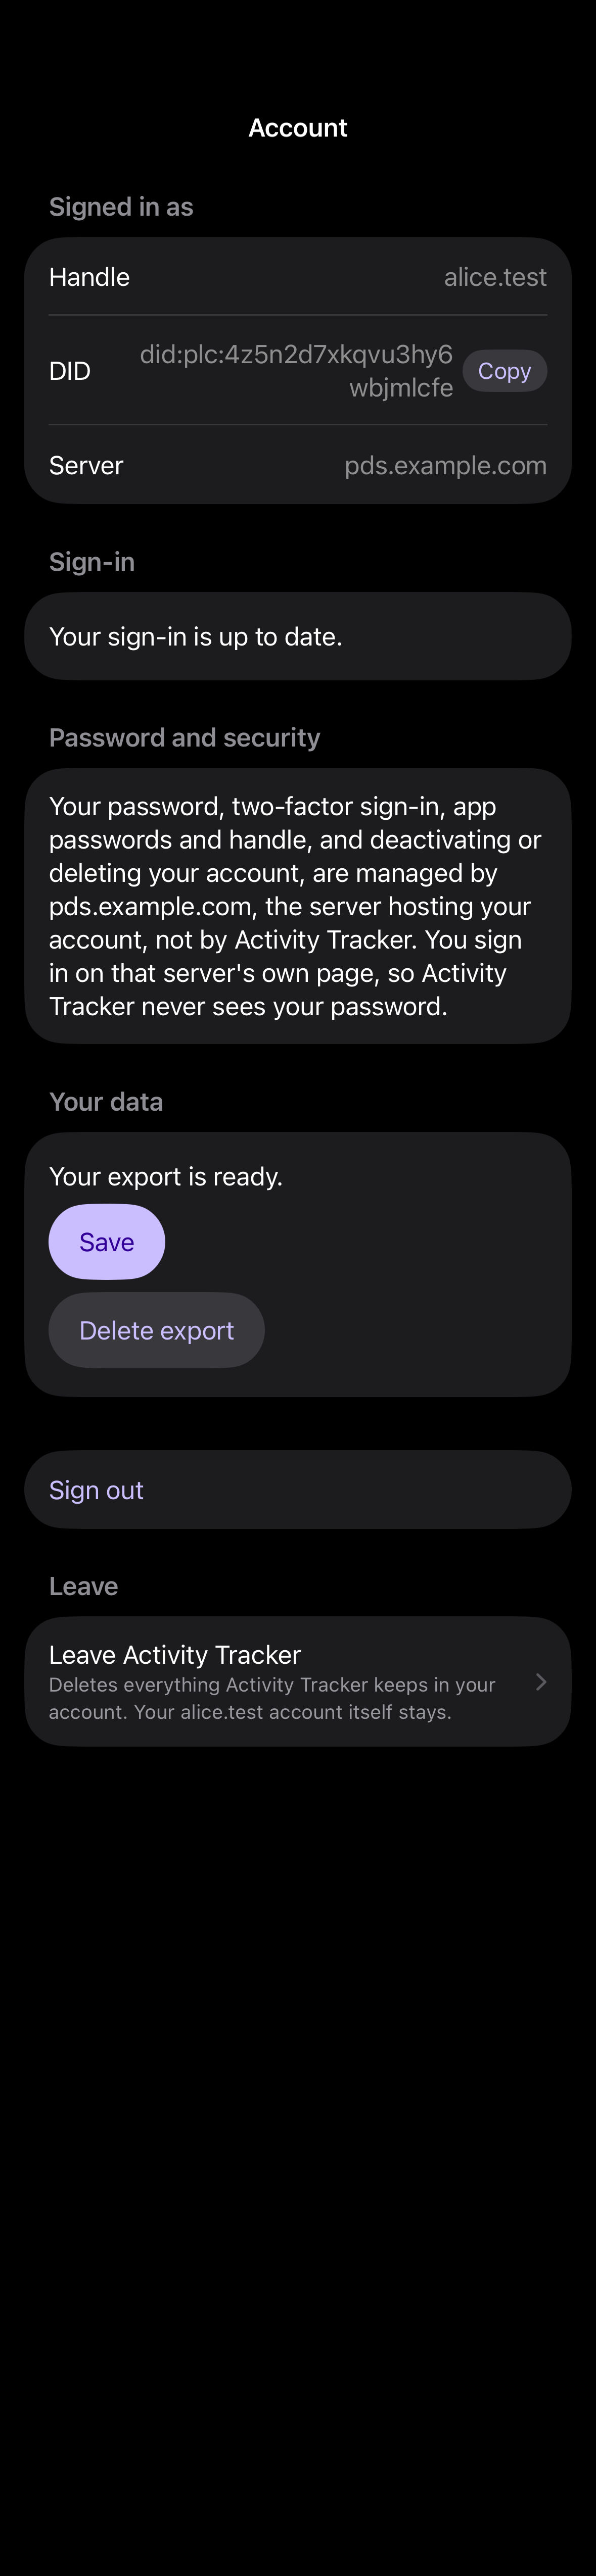 Account
Signed in as
Handle
alice.test
DID
did:plc:4z5n2d7xkqvu3hy6
wbjmlcfe
Copy
Server
pds.example.com
Sign-in
Your sign-in is up to date.
Password and security
Your password, two-factor sign-in, app
passwords and handle, and deactivating or
deleting your account, are managed by
pds.example.com, the server hosting your
account, not by Activity Tracker. You sign
in on that server's own page, so Activity
Tracker never sees your password.
Your data
Your export is ready.
Save
Delete export
Sign out
Leave
Leave Activity Tracker
Deletes everything Activity Tracker keeps in your
account. Your alice.test account itself stays.